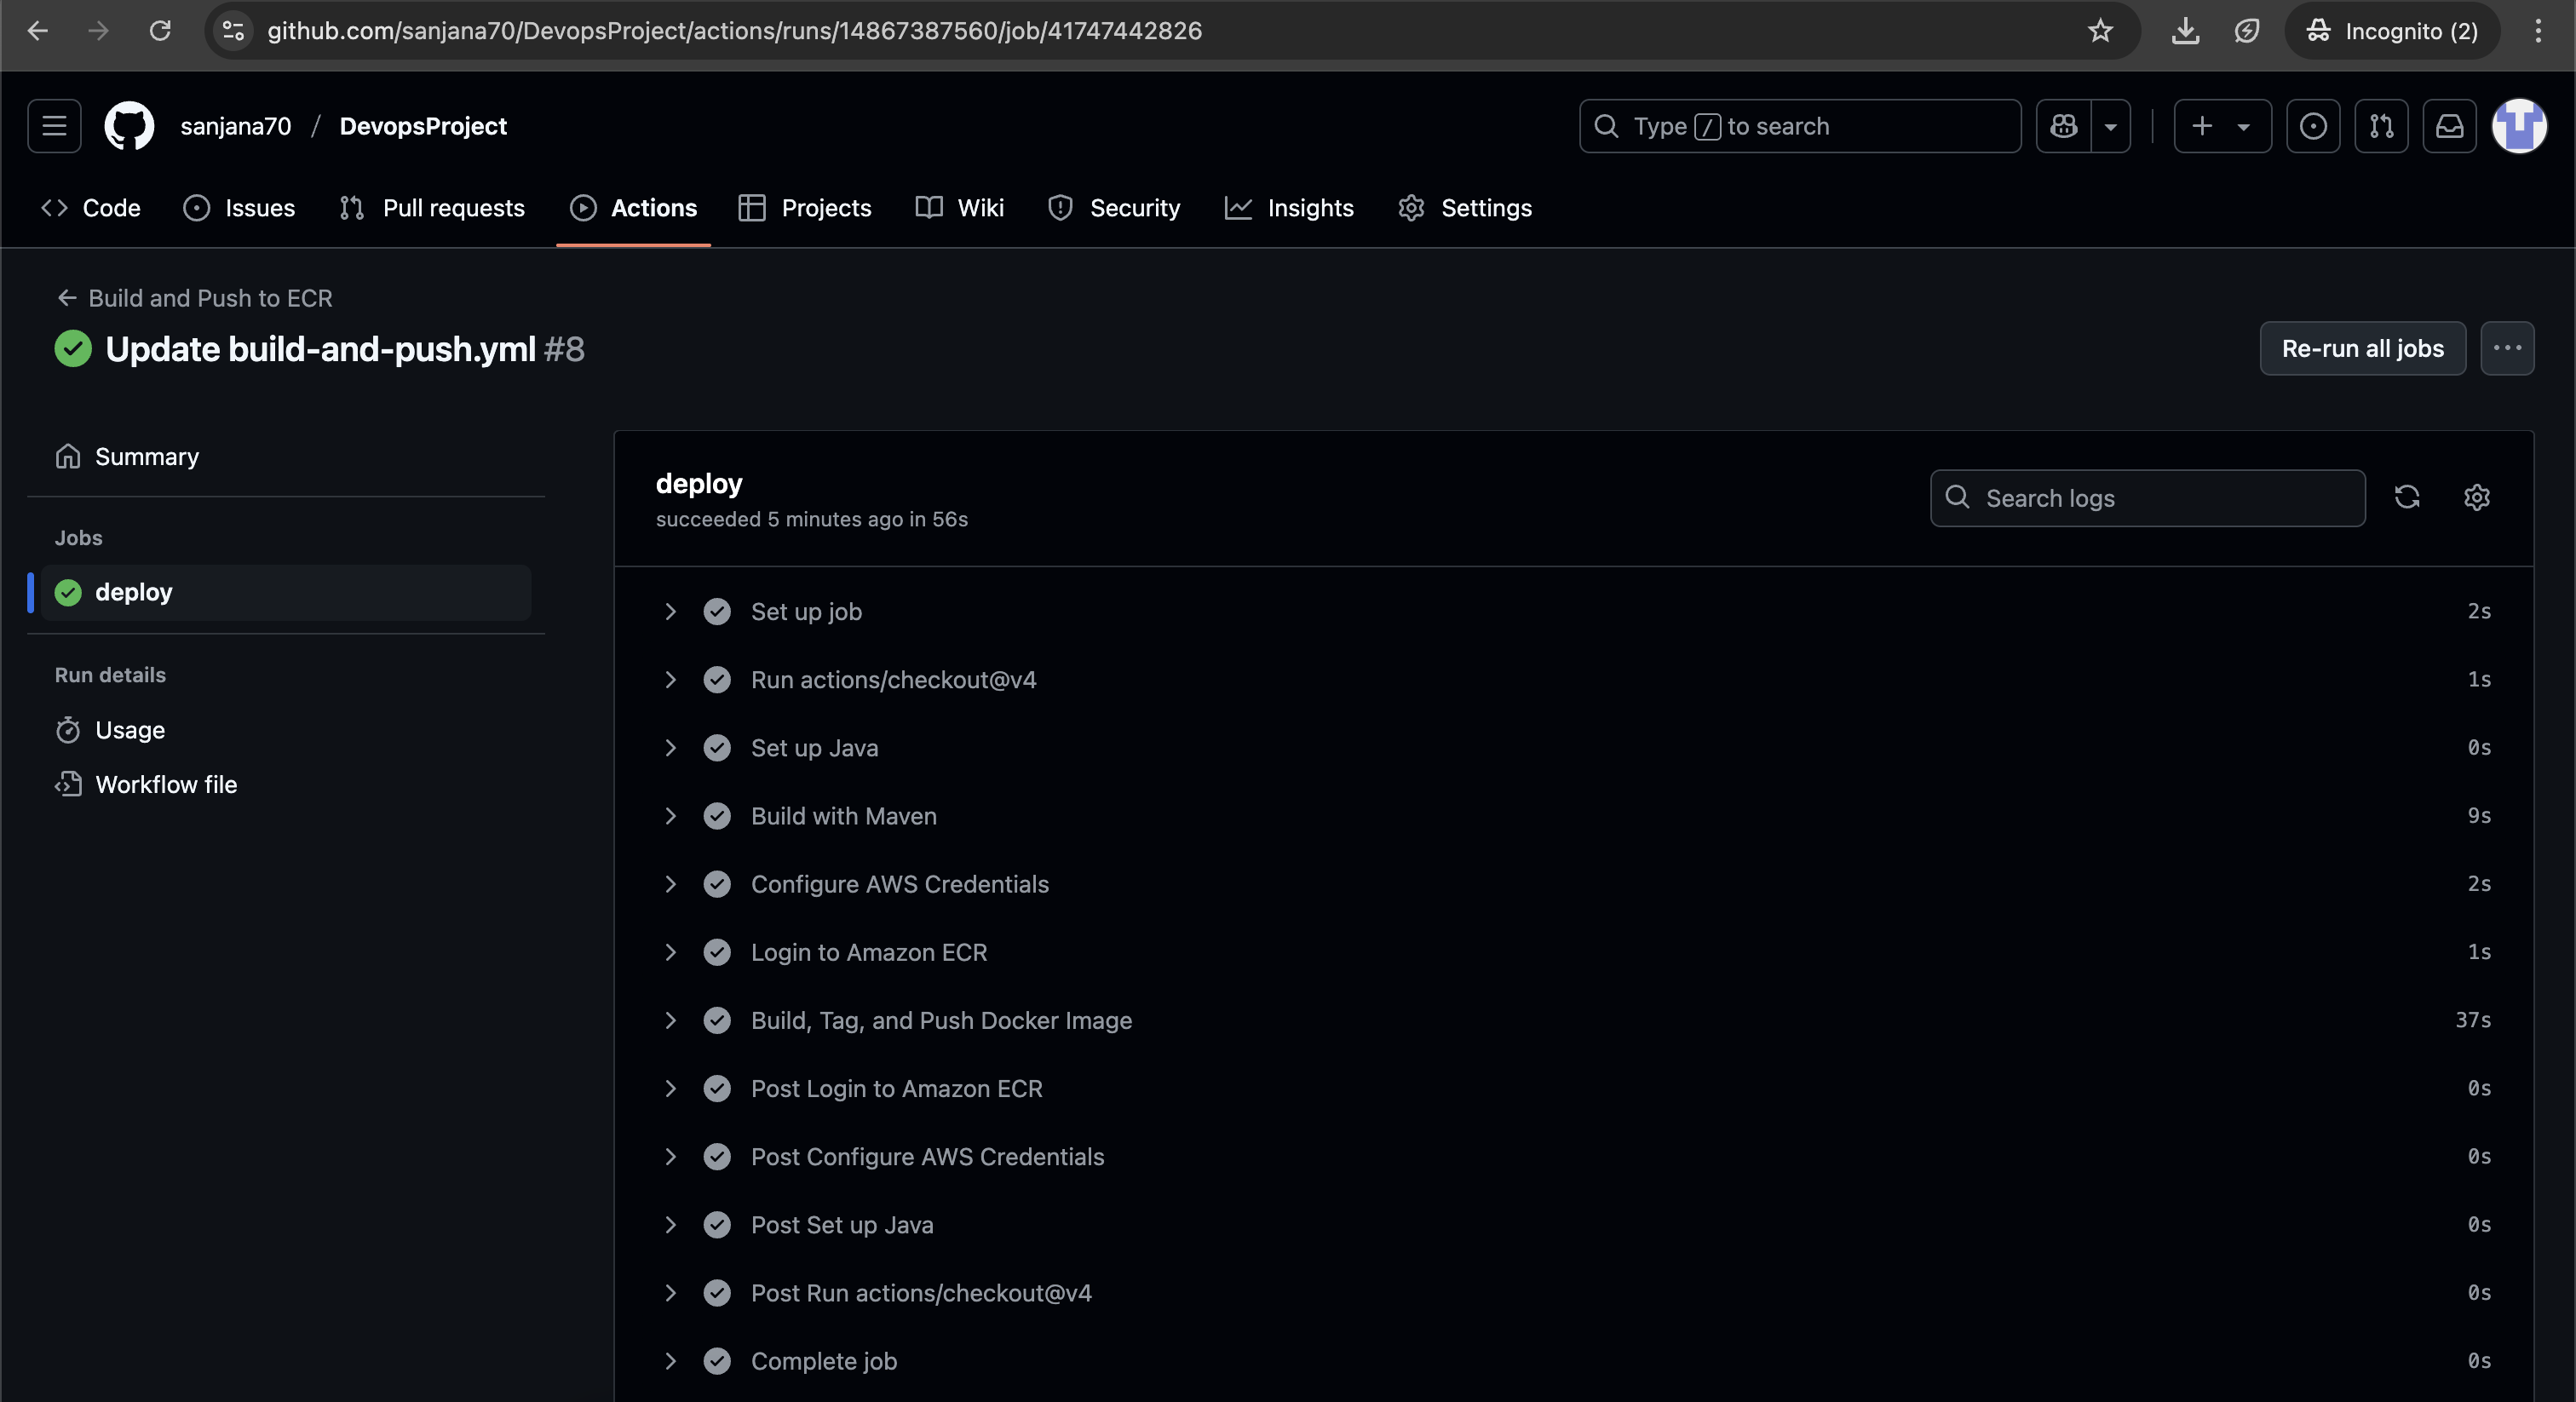 github.com/sanjana70/DevopsProject/actions/runs/14867387560/job/41747442826
Incognito (2)
sanjana70 / DevopsProject
Type / to search
Code Issues Pull requests Actions Projects Wiki Security Insights Settings
Build and Push to ECR
Update build-and-push.yml #8
Re-run all jobs
Summary
Jobs
deploy
Run details
Usage
Workflow file
deploy
succeeded 5 minutes ago in 56s
Search logs
Set up job 2s
Run actions/checkout@v4 1s
Set up Java 0s
Build with Maven 9s
Configure AWS Credentials 2s
Login to Amazon ECR 1s
Build, Tag, and Push Docker Image 37s
Post Login to Amazon ECR 0s
Post Configure AWS Credentials 0s
Post Set up Java 0s
Post Run actions/checkout@v4 0s
Complete job 0s